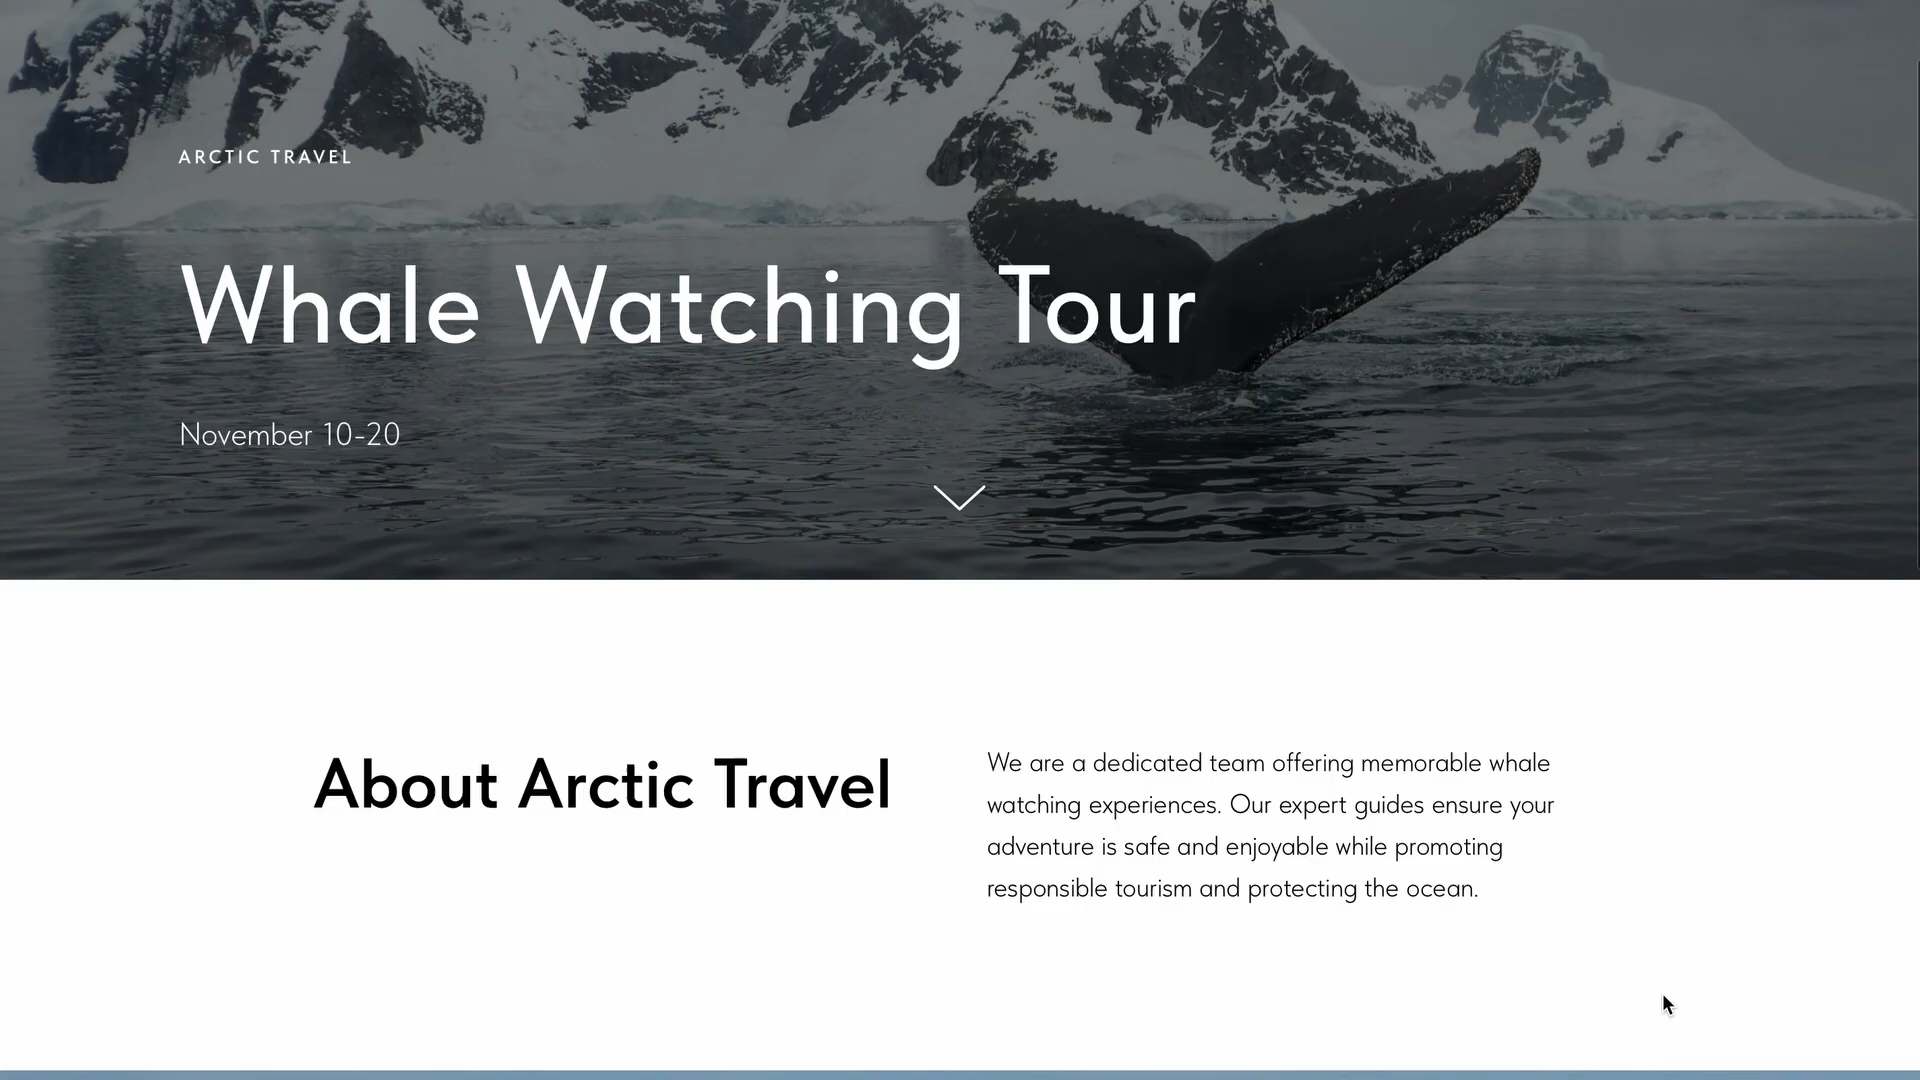 ARCTIC TRAVEL
Whale Watching Tour
November 10-20
About Arctic Travel
We are a dedicated team offering memorable whale
watching experiences. Our expert guides ensure your
adventure is safe and enjoyable while promoting
responsible tourism and protecting the ocean.